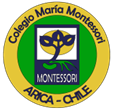 Colegio María Montessori
MONTESSORI
ARICA - CHILE